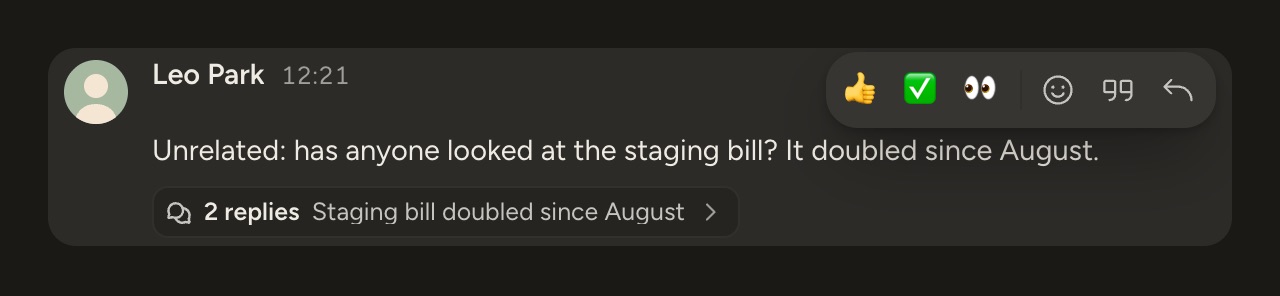 Leo Park 12:21
Unrelated: has anyone looked at the staging bill? It doubled since August.
2 replies Staging bill doubled since August